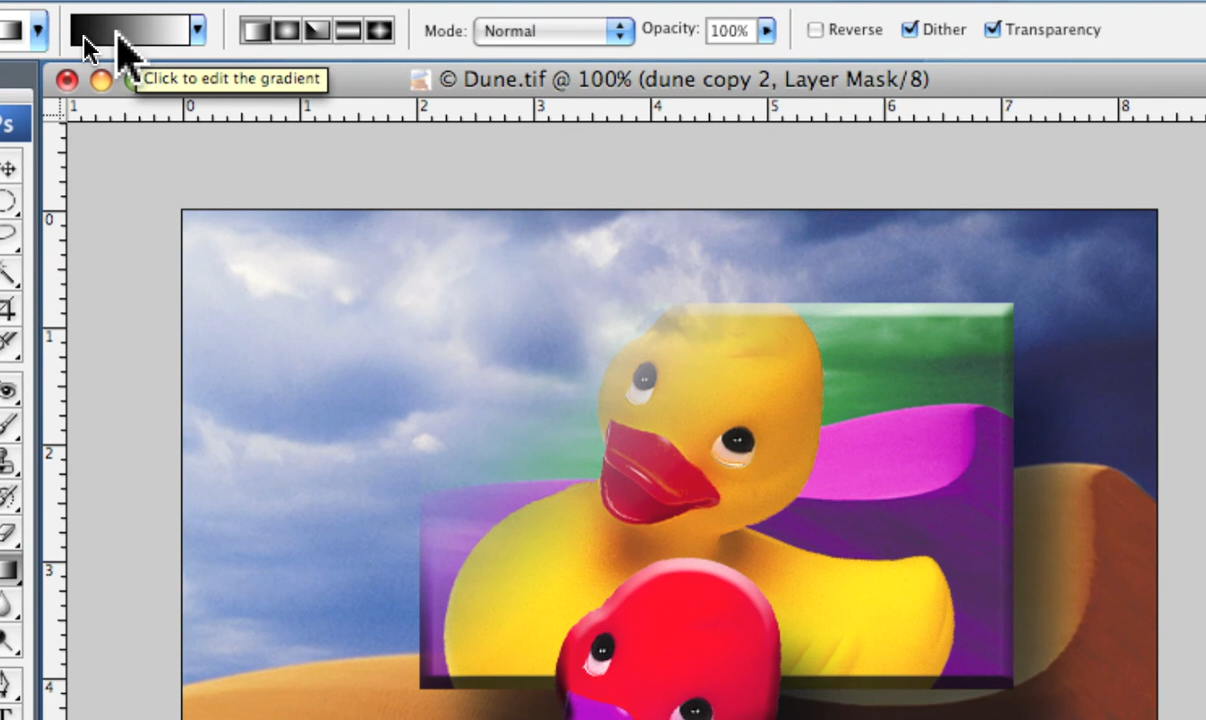 Mode: Normal Opacity: 100% Reverse Dither Transparency
Click to edit the gradient
© Dune.tif @ 100% (dune copy 2, Layer Mask/8)
1 0 1 2 3 4 5 6 7 8
Ps
0
1
2
3
4
T